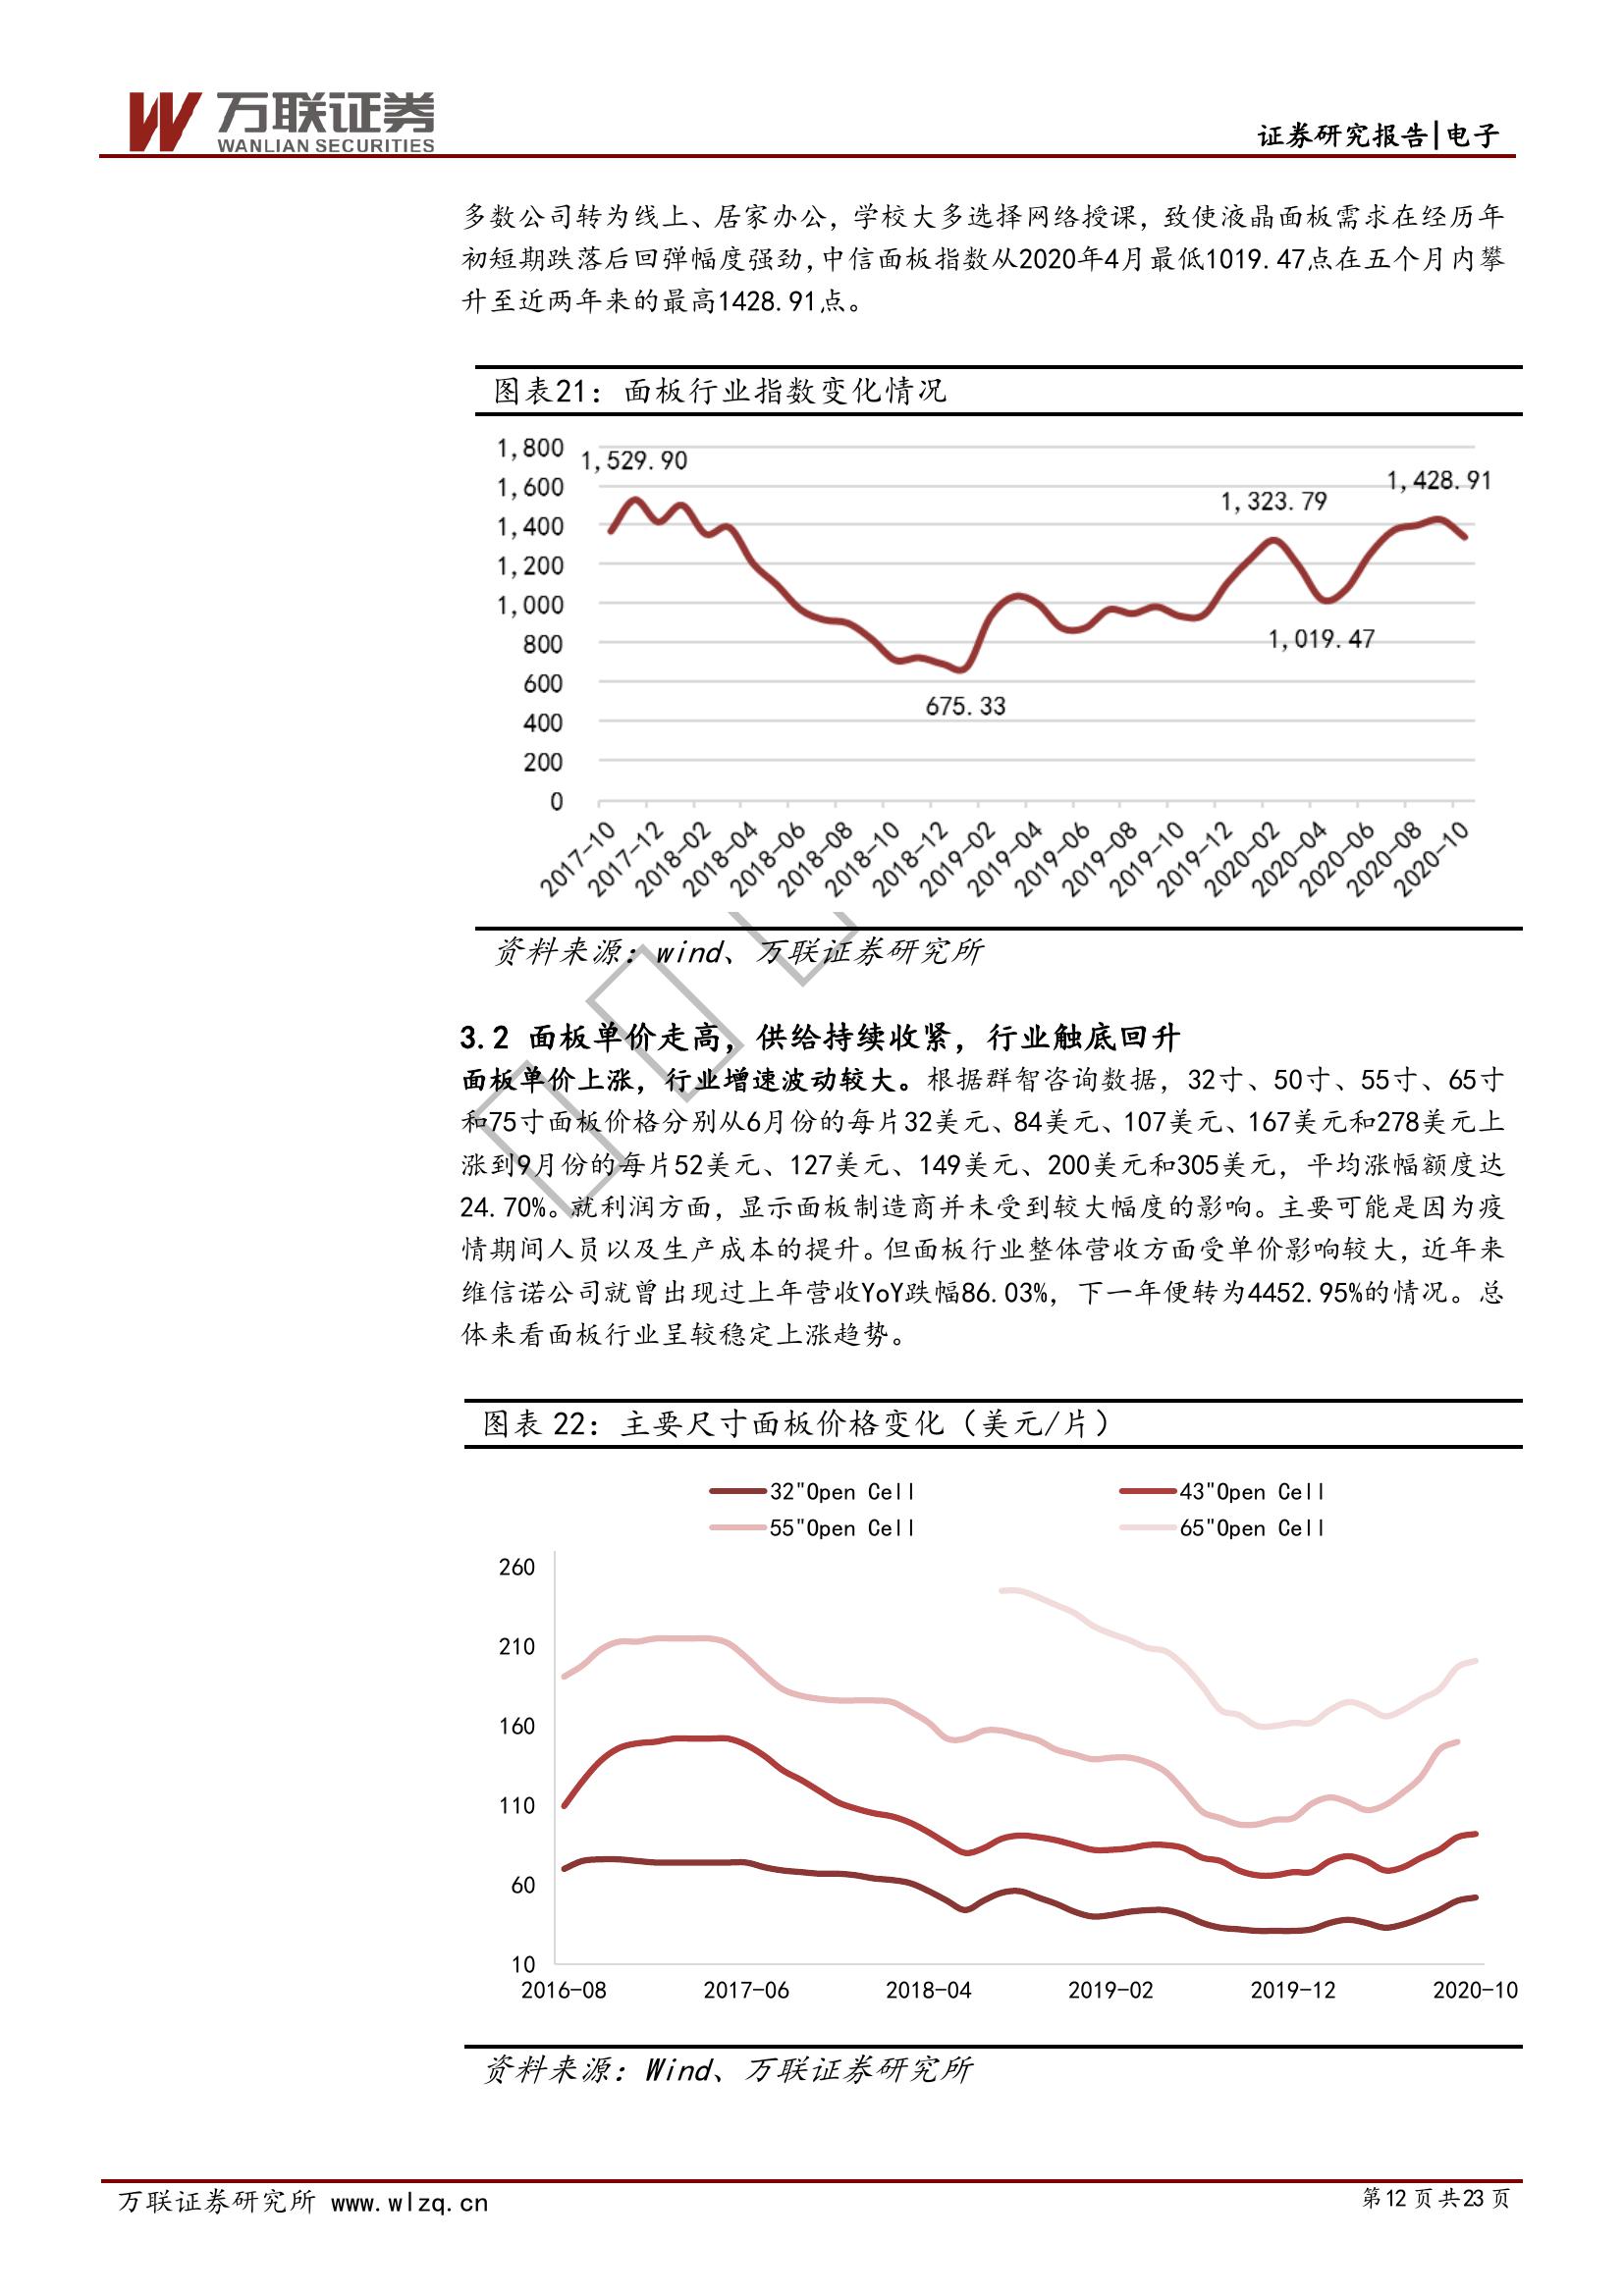 万联证券
WANLIAN SECURITIES
证券研究报告|电子
多数公司转为线上、居家办公，学校大多选择网络授课，致使液晶面板需求在经历年
初短期跌落后回弹幅度强劲，中信面板指数从2020年4月最低1019.47点在五个月内攀
升至近两年来的最高1428.91点。
图表21：面板行业指数变化情况
1,800
1,600
1,400
1,200
1,000
800
600
400
200
0
1,529.90
675.33
1,323.79
1,019.47
1,428.91
2017-10
2017-12
2018-02
2018-04
2018-06
2018-08
2018-10
2018-12
2019-02
2019-04
2019-06
2019-08
2019-10
2019-12
2020-02
2020-04
2020-06
2020-08
2020-10
资料来源：wind、万联证券研究所
3.2 面板单价走高，供给持续收紧，行业触底回升
面板单价上涨，行业增速波动较大。根据群智咨询数据，32寸、50寸、55寸、65寸
和75寸面板价格分别从6月份的每片32美元、84美元、107美元、167美元和278美元上
涨到9月份的每片52美元、127美元、149美元、200美元和305美元，平均涨幅额度达
24.70%。就利润方面，显示面板制造商并未受到较大幅度的影响。主要可能是因为疫
情期间人员以及生产成本的提升。但面板行业整体营收方面受单价影响较大，近年来
维信诺公司就曾出现过上年营收YoY跌幅86.03%，下一年便转为4452.95%的情况。总
体来看面板行业呈较稳定上涨趋势。
图表 22：主要尺寸面板价格变化（美元/片）
32"Open Cell
43"Open Cell
55"Open Cell
65"Open Cell
260
210
160
110
60
10
2016-08
2017-06
2018-04
2019-02
2019-12
2020-10
资料来源：Wind、万联证券研究所
万联证券研究所 www.wlzq.cn
第12页共23页